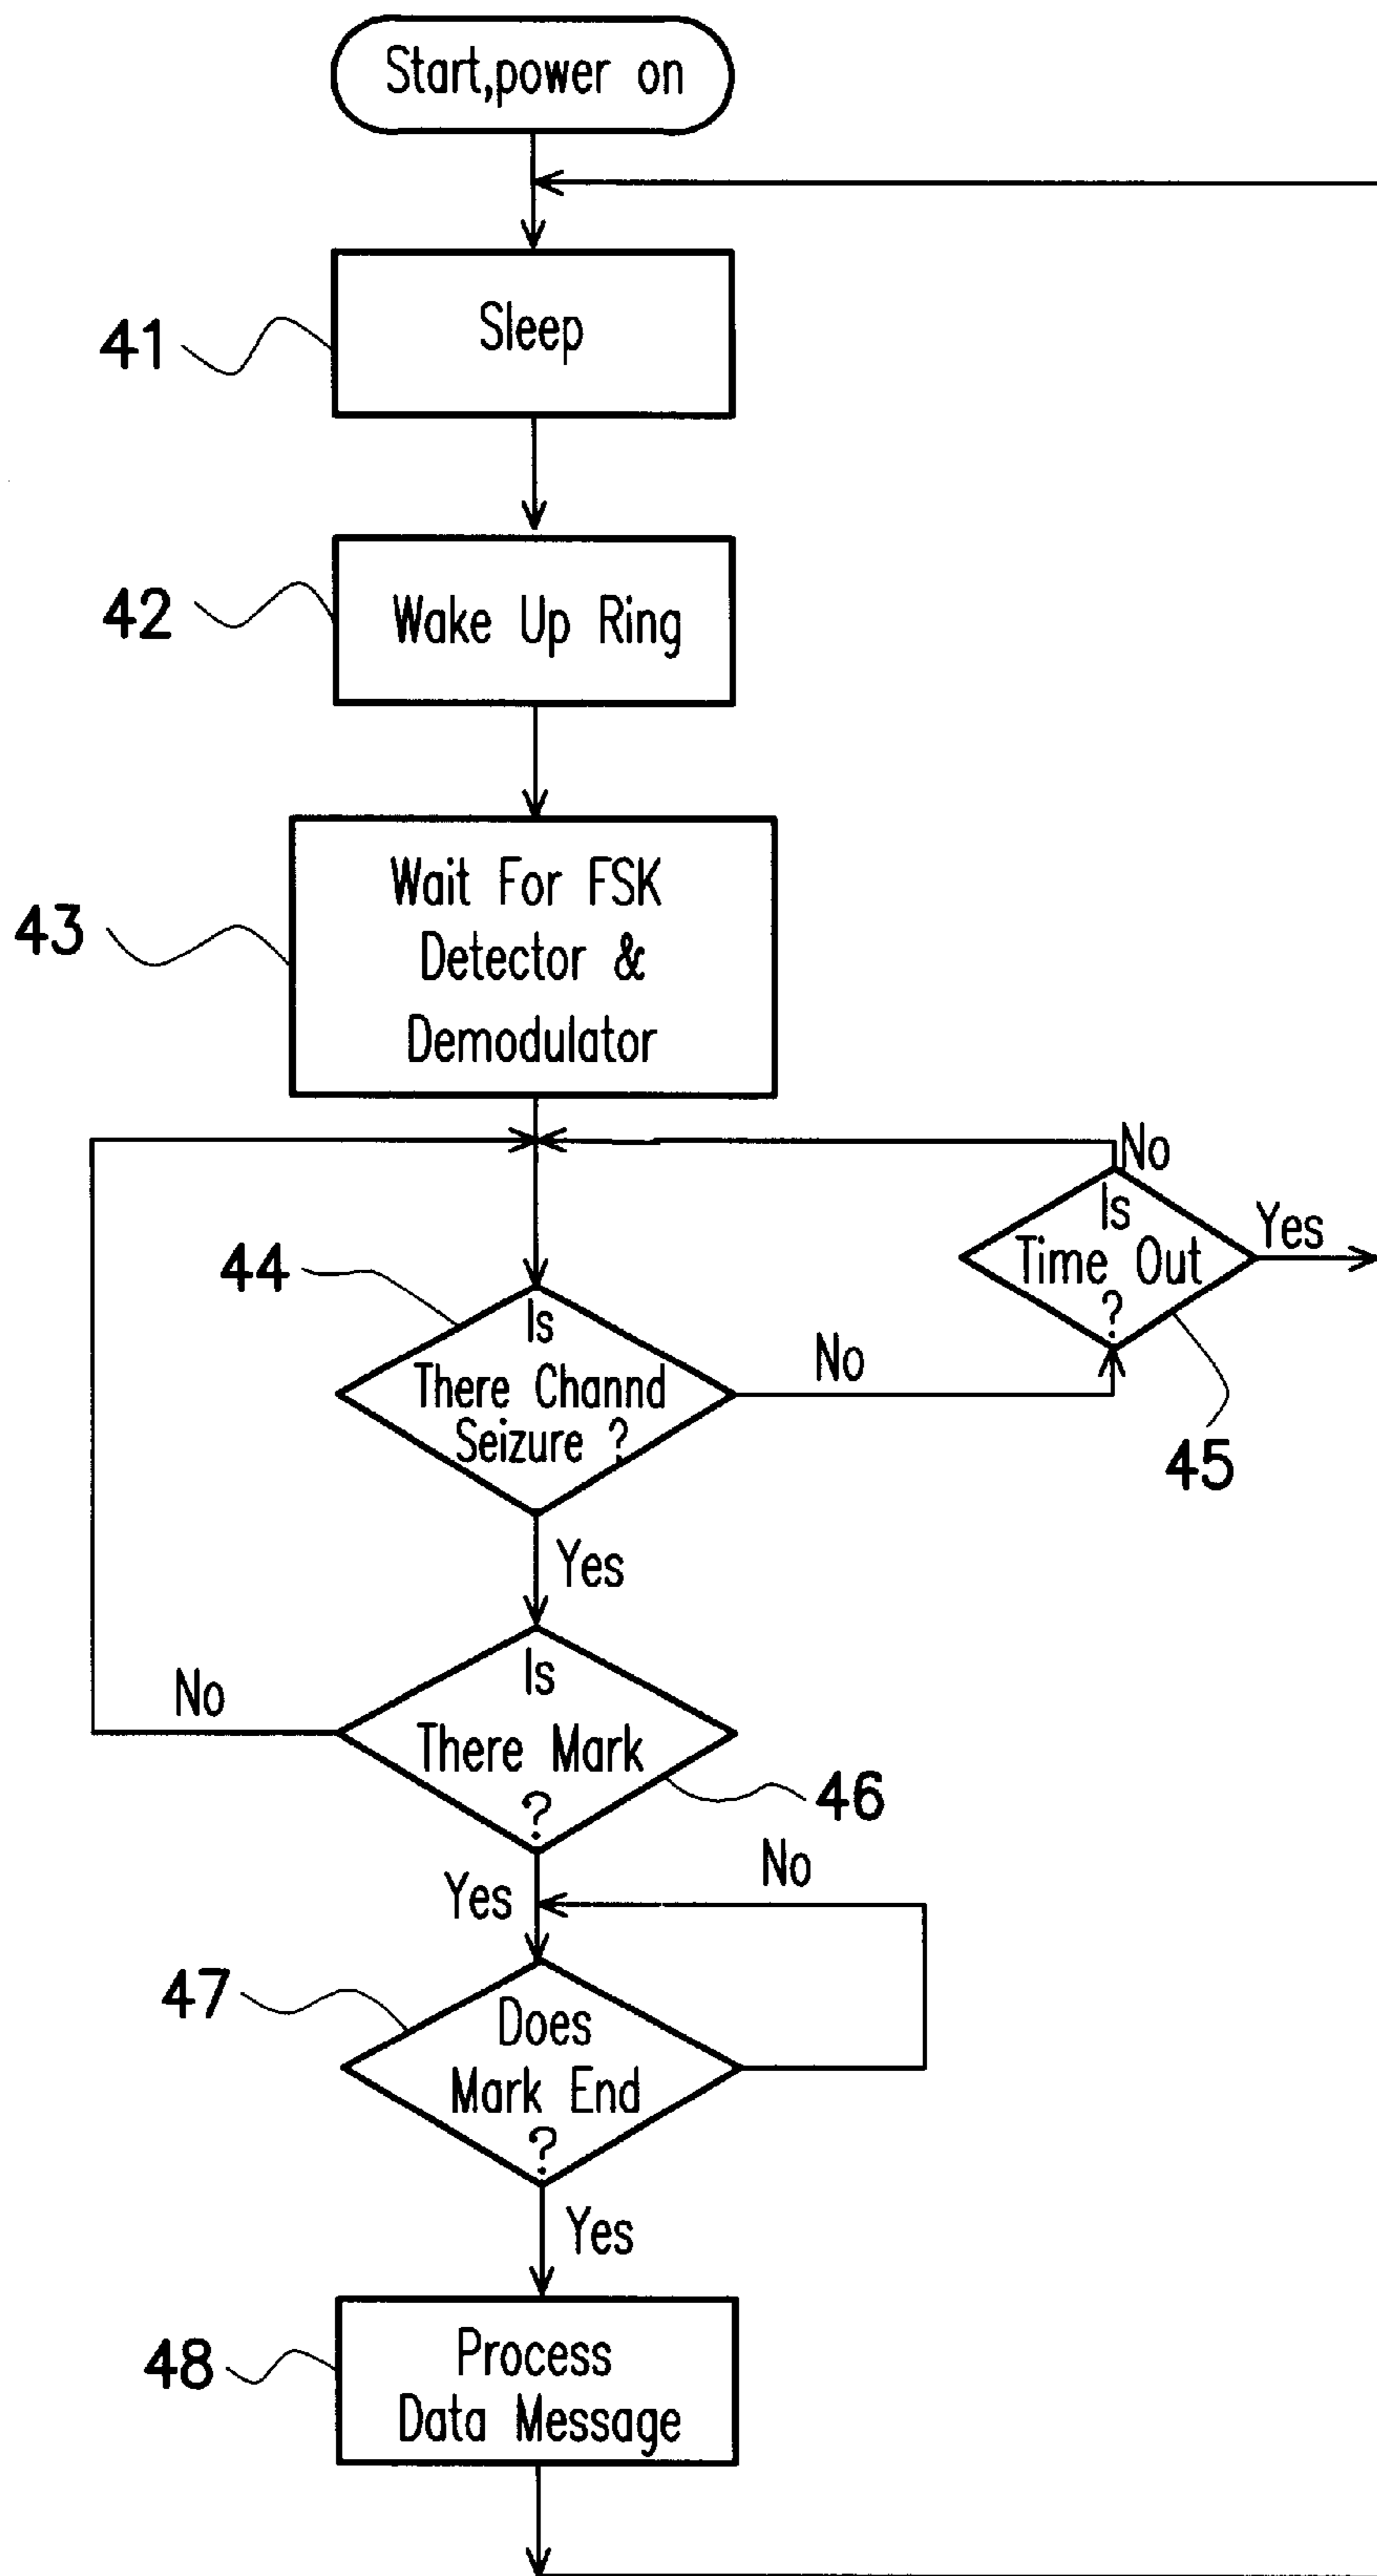 Start,power on
Sleep
41
Wake Up Ring
42
Wait For FSK
Detector &
Demodulator
43
No
Is
Time Out
?
Yes
45
44
Is
There Channd
Seizure ?
No
Yes
Is
There Mark
?
No
46
Yes
No
47
Does
Mark End
?
Yes
48
Process
Data Message